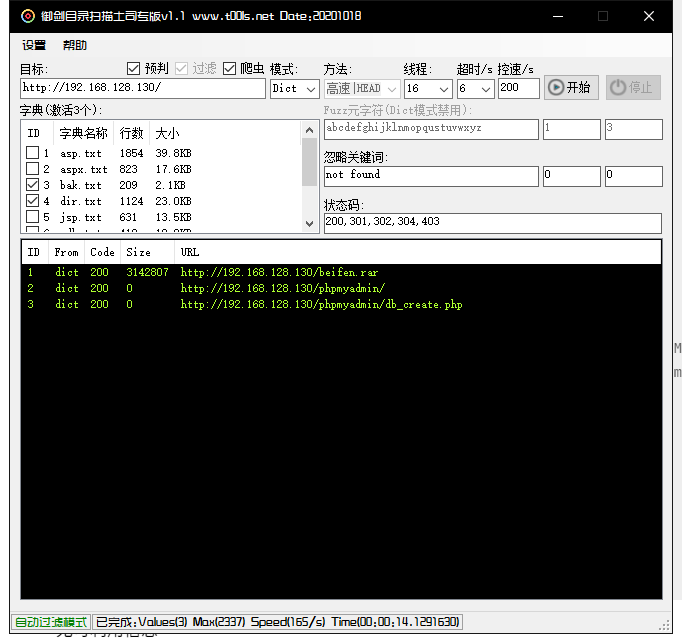 御剑目录扫描土司专版v1.1 www.t00ls.net Date:20201018
设置 帮助
目标: 预判 过滤 爬虫 模式: 方法: 线程: 超时/s 控速/s
http://192.168.128.130/ Dict 高速|HEAD 16 6 200 开始 停止
字典(激活3个): Fuzz元字符(Dict模式禁用):
abcdefghijklnmopqustuvwxyz 1 3
ID 字典名称 行数 大小
1 asp.txt 1854 39.8KB
2 aspx.txt 823 17.6KB
3 bak.txt 209 2.1KB
4 dir.txt 1124 23.0KB
5 jsp.txt 631 13.5KB
忽略关键词:
not found 0 0
状态码:
200,301,302,304,403
ID From Code Size URL
1 dict 200 3142807 http://192.168.128.130/beifen.rar
2 dict 200 0 http://192.168.128.130/phpmyadmin/
3 dict 200 0 http://192.168.128.130/phpmyadmin/db_create.php
M
m
自动过滤模式 已完成:Values(3) Max(2337) Speed(165/s) Time(00:00:14.1291630)